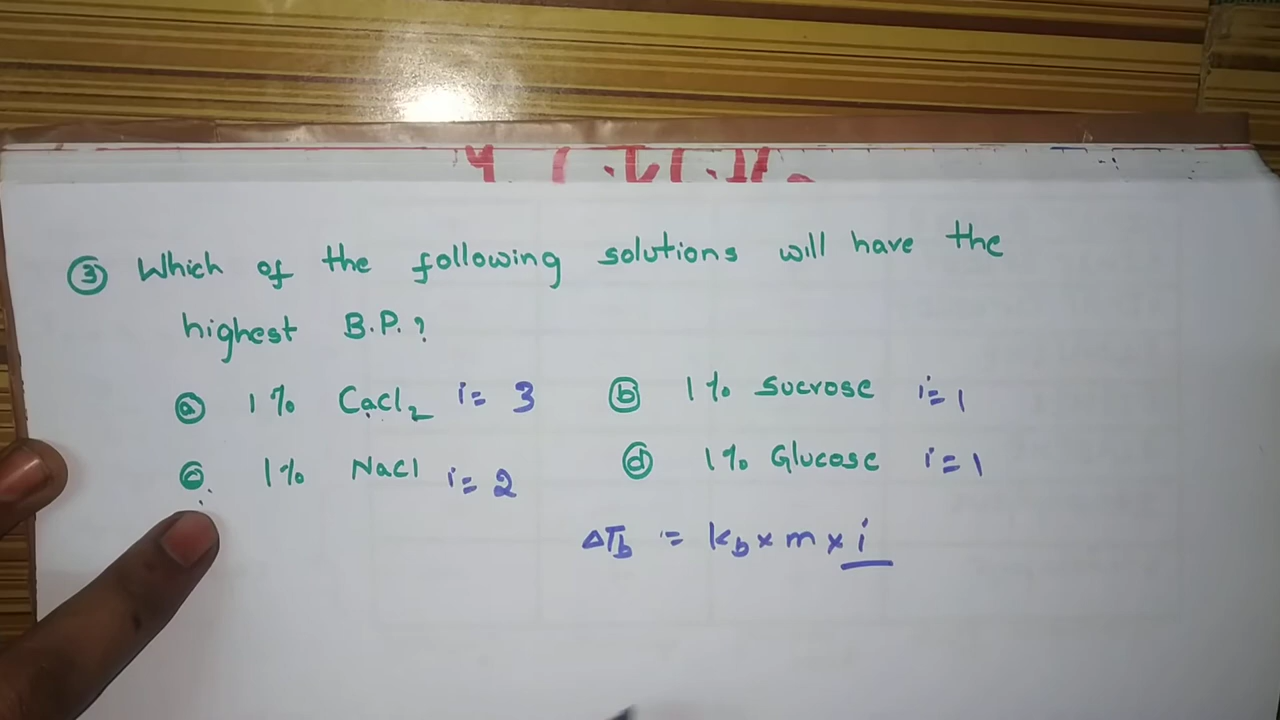 ③ Which of the following solutions will have the
highest B.P.?
ⓐ 1% CaCl₂ i= 3 ⓑ 1% Sucrose i=1
ⓒ 1% NaCl i= 2 ⓓ 1% Glucose i=1
ΔTb = kb × m × i